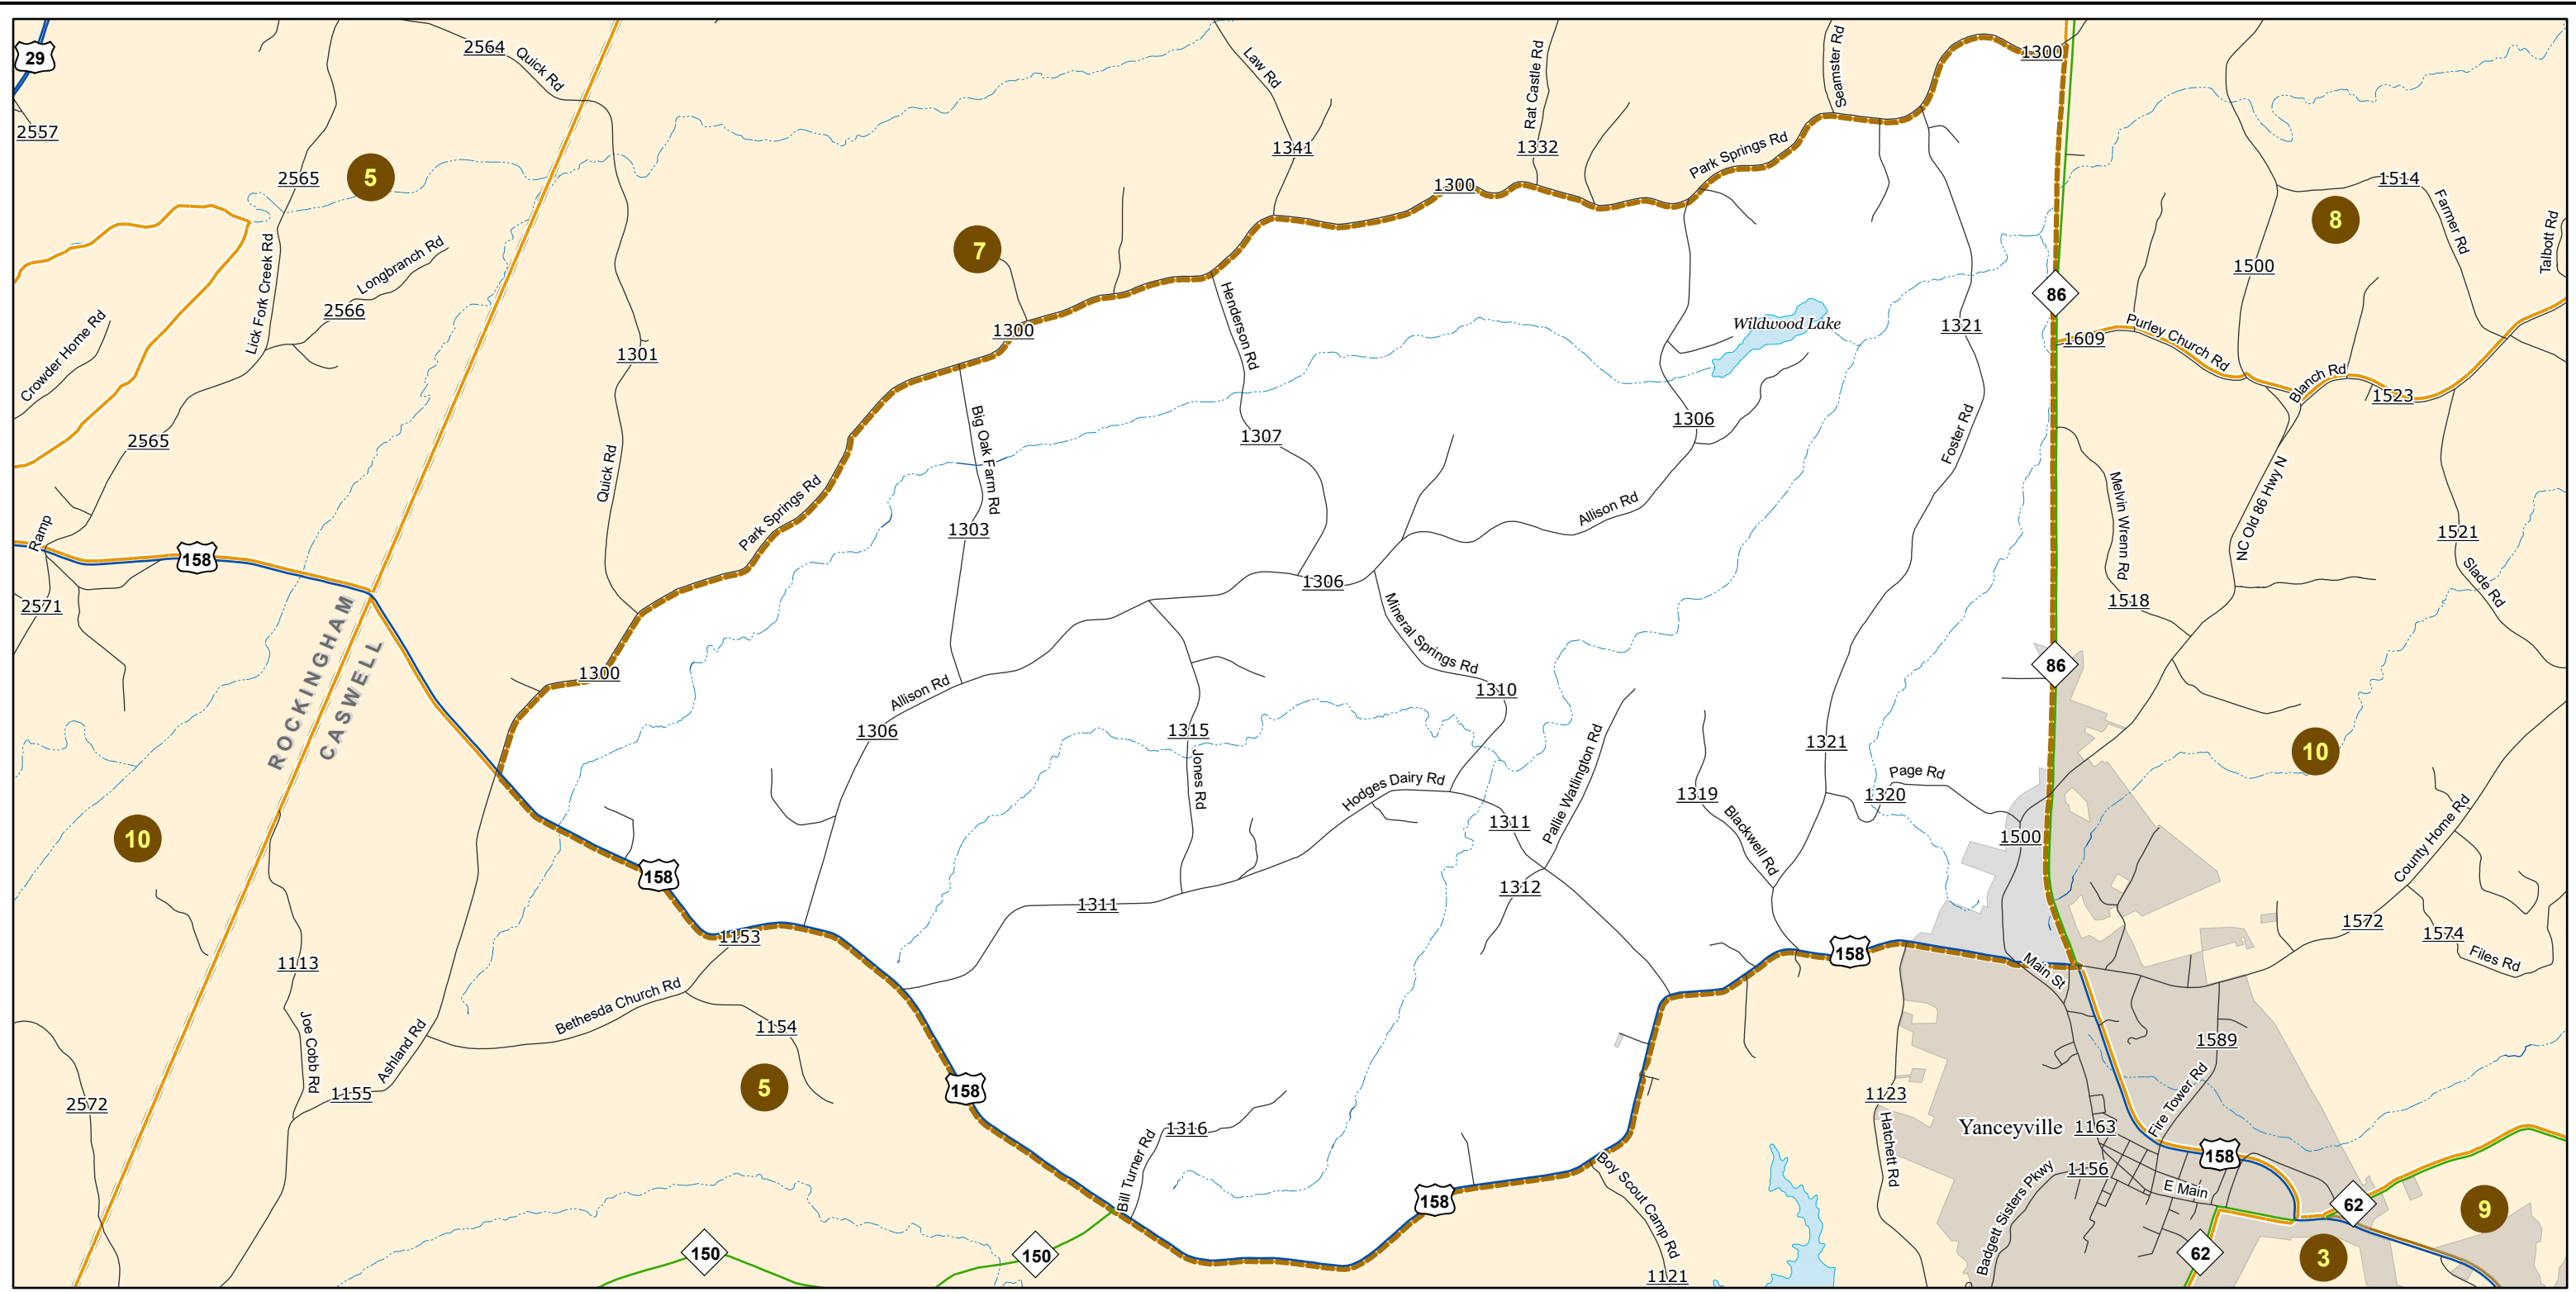 29
2564
Quick Rd
Law Rd
Rat Castle Rd
Seamster Rd
1300
2557
2565
5
1341
1332
Park Springs Rd
1300
1514
Farmer Rd
8
Talbott Rd
7
Lick Fork Creek Rd
Longbranch Rd
2566
Crowder Home Rd
1301
1300
Henderson Rd
Wildwood Lake
1321
86
1500
1609
Purley Church Rd
Blanch Rd
1523
2565
Quick Rd
Big Oak Farm Rd
1307
1306
Foster Rd
Park Springs Rd
Allison Rd
Melvin Wrenn Rd
NC Old 86 Hwy N
1521
Slade Rd
Ramp
158
1303
2571
1306
Mineral Springs Rd
1518
ROCKINGHAM
CASWELL
1300
Allison Rd
1306
1310
86
1315
Jones Rd
Hodges Dairy Rd
1311
Pallie Watlington Rd
1319
Blackwell Rd
1321
Page Rd
1320
1500
10
10
County Home Rd
158
1312
1311
1153
158
Main St
1572
1574
Files Rd
1113
Joe Cobb Rd
Bethesda Church Rd
1154
Ashland Rd
1155
2572
5
158
1589
Fire Tower Rd
1123
Hatchett Rd
Yanceyville
1163
1156
158
E Main
Badgett Sisters Pkwy
Bill Turner Rd
1316
158
Boy Scout Camp Rd
1121
150
150
62
62
9
3